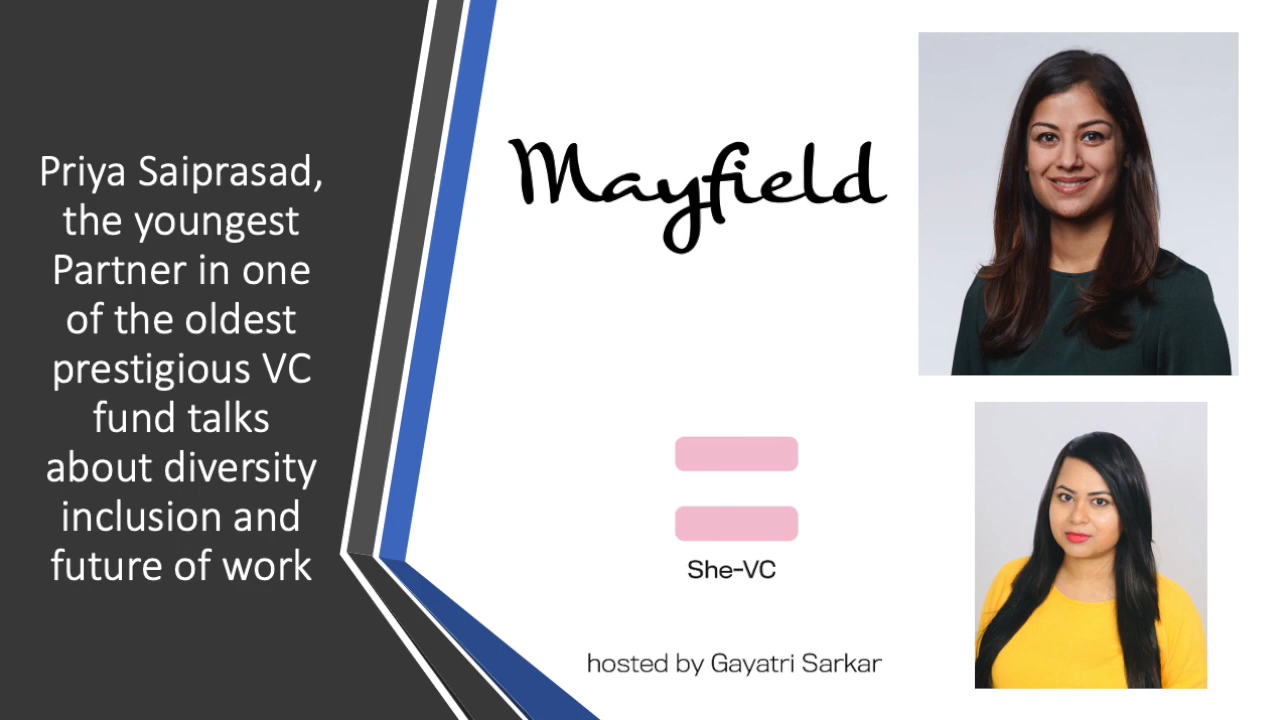 Priya Saiprasad,
the youngest
Partner in one
of the oldest
prestigious VC
fund talks
about diversity
inclusion and
future of work
Mayfield
She-VC
hosted by Gayatri Sarkar